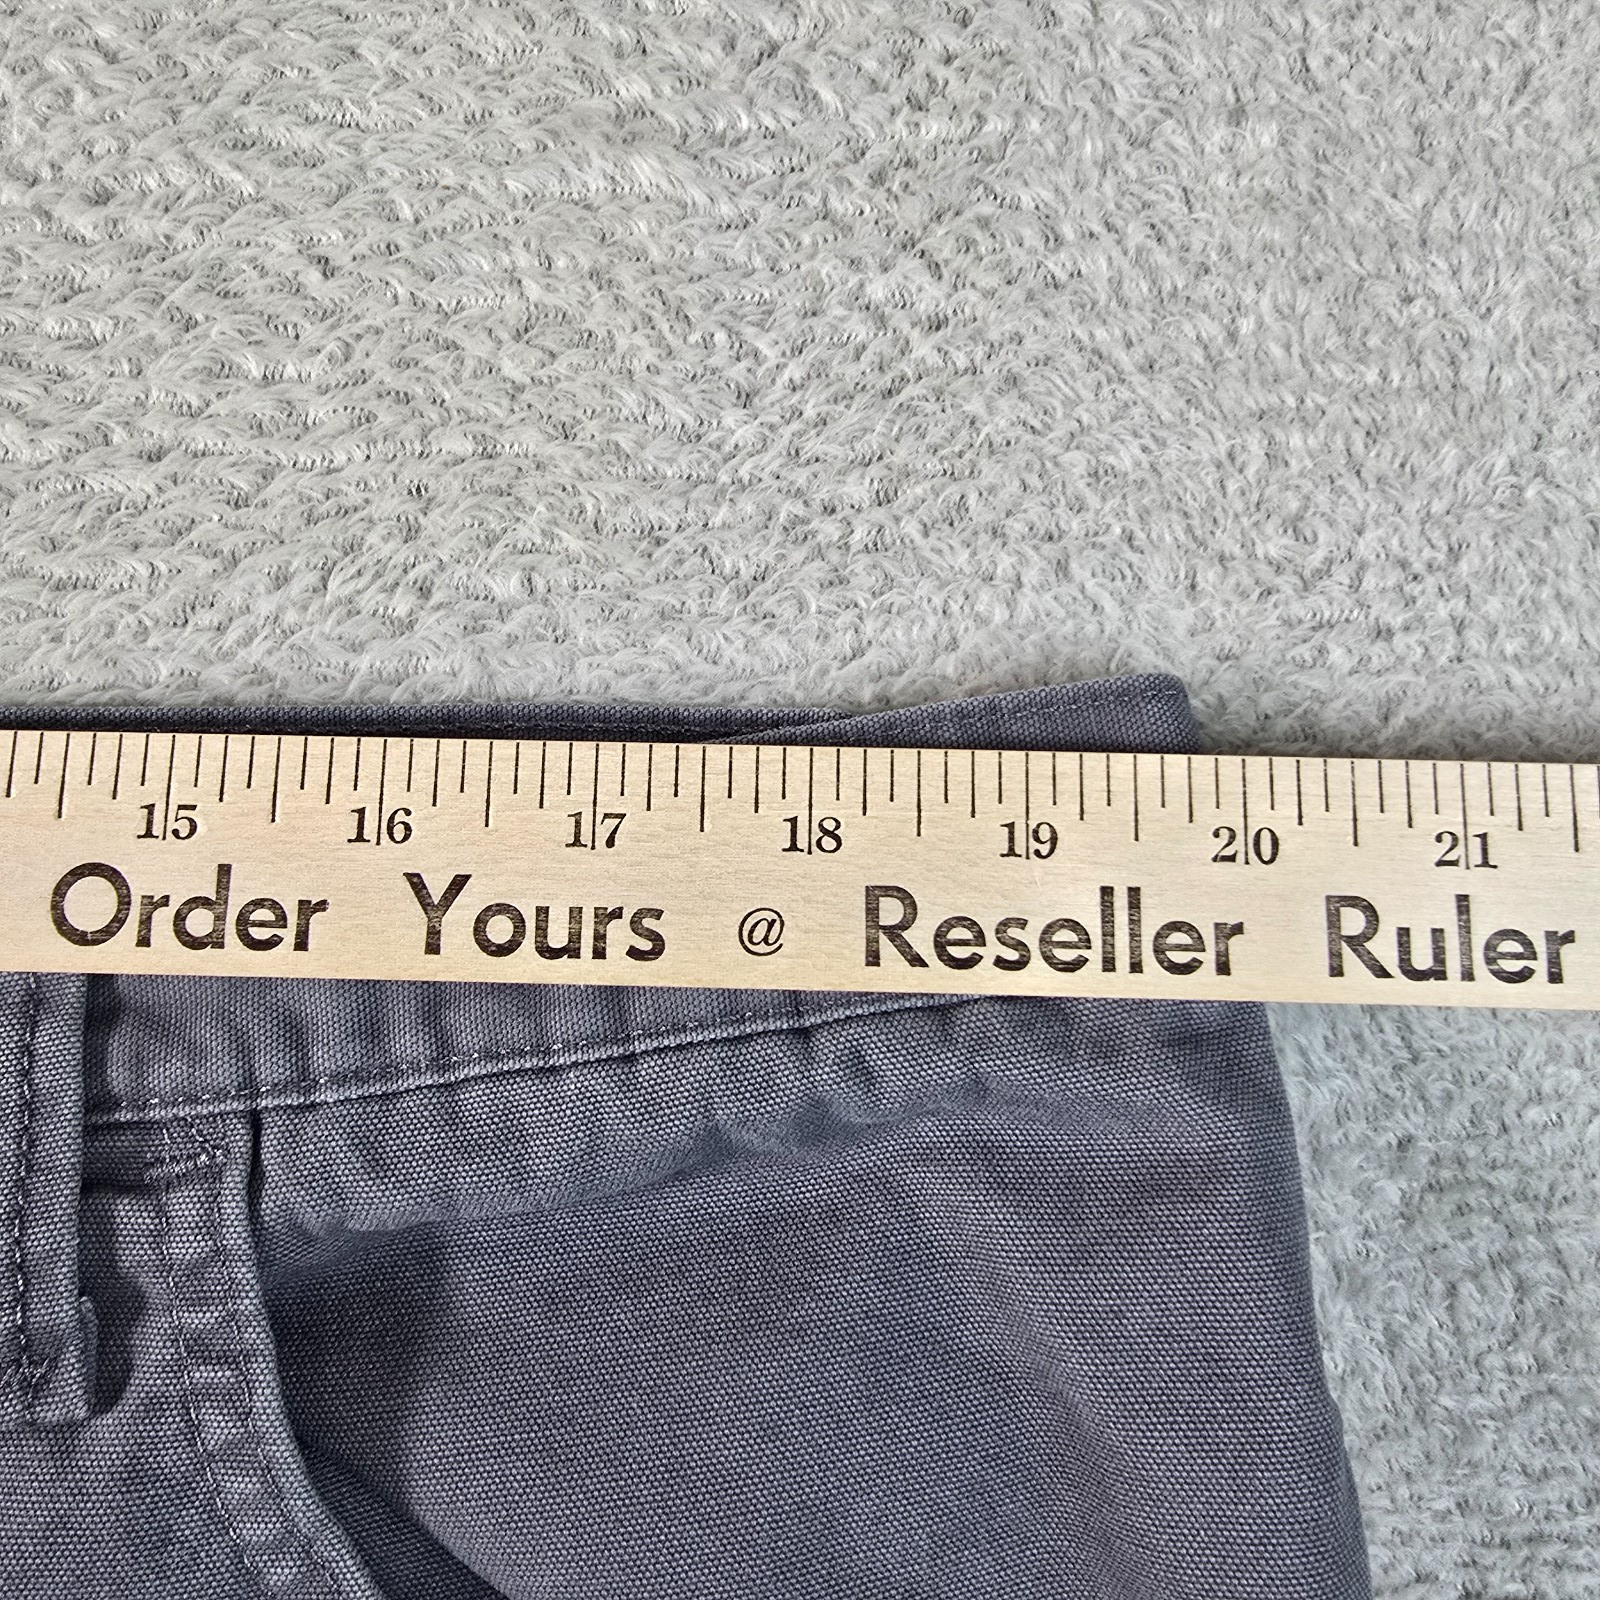 15 16 17 18 19 20 21
Order Yours @ Reseller Ruler